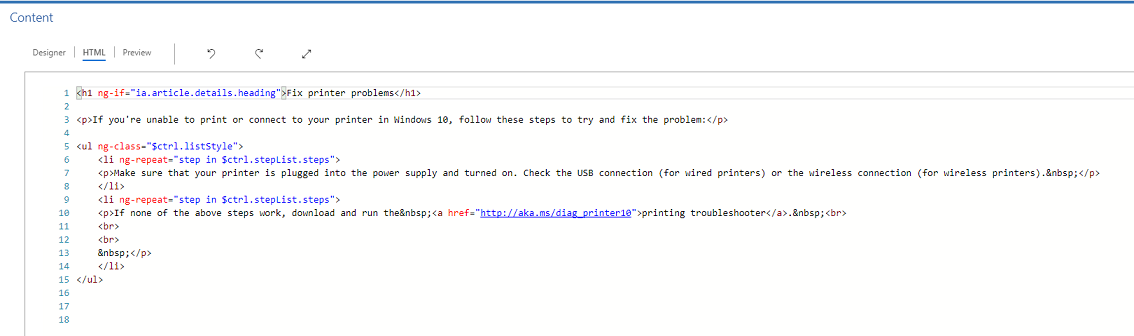 Content
Designer HTML Preview
1 <h1 ng-if="ia.article.details.heading">Fix printer problems</h1>
2
3 <p>If you're unable to print or connect to your printer in Windows 10, follow these steps to try and fix the problem:</p>
4
5 <ul ng-class="$ctrl.listStyle">
6     <li ng-repeat="step in $ctrl.stepList.steps">
7     <p>Make sure that your printer is plugged into the power supply and turned on. Check the USB connection (for wired printers) or the wireless connection (for wireless printers).&nbsp;</p>
8     </li>
9     <li ng-repeat="step in $ctrl.stepList.steps">
10     <p>If none of the above steps work, download and run the&nbsp;<a href="http://aka.ms/diag_printer10">printing troubleshooter</a>.&nbsp;<br>
11     <br>
12     <br>
13     &nbsp;</p>
14     </li>
15 </ul>
16
17
18